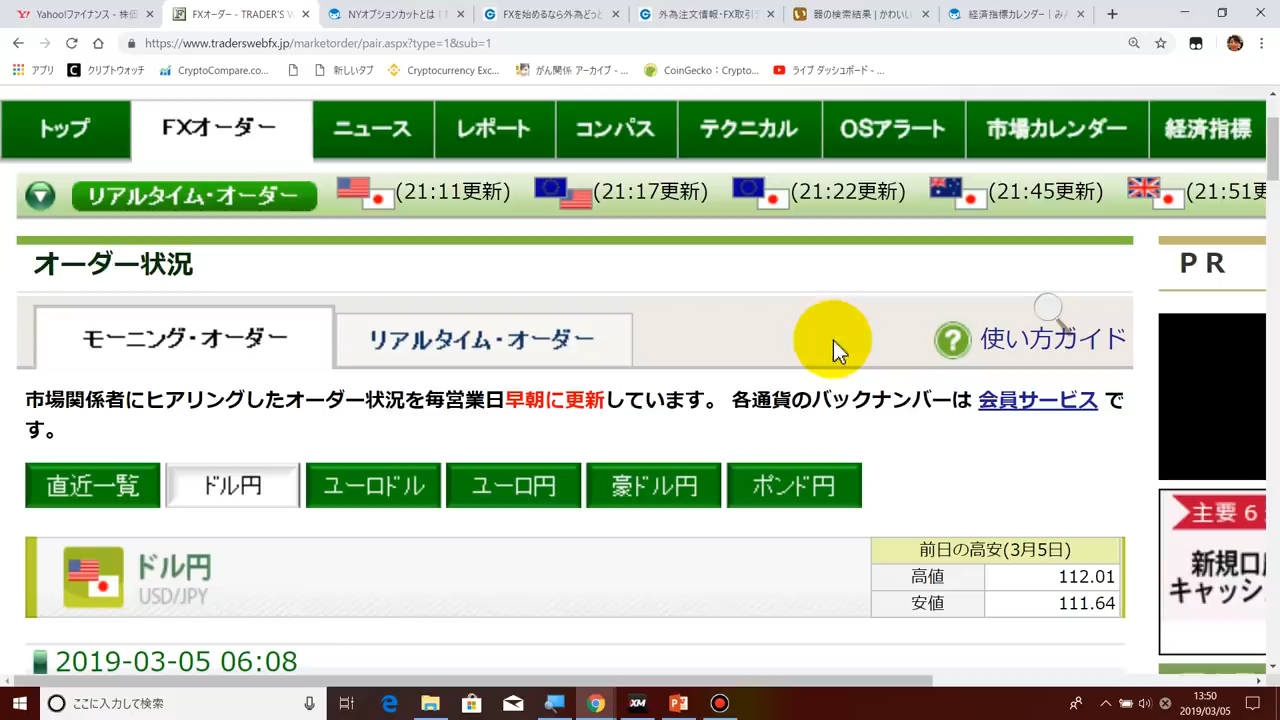 Yahoo!ファイナンス - 株価
FXオーダー - TRADER'S W
NYオプションカットとは
FXを始めるなら外為どっと
外為注文情報・FX取引
器の検索結果 | かわいい
経済指標カレンダー | みん
https://www.traderswebfx.jp/marketorder/pair.aspx?type=1&sub=1
アプリ
クリプトウォッチ
CryptoCompare.co...
新しいタブ
Cryptocurrency Exc...
がん関係 アーカイブ - ...
CoinGecko：Crypto...
ライブ ダッシュボード - ...
トップ
FXオーダー
ニュース
レポート
コンパス
テクニカル
OSアラート
市場カレンダー
経済指標
リアルタイム・オーダー
(21:11更新)
(21:17更新)
(21:22更新)
(21:45更新)
(21:51更
オーダー状況
PR
モーニング・オーダー
リアルタイム・オーダー
使い方ガイド
市場関係者にヒアリングしたオーダー状況を毎営業日早朝に更新しています。 各通貨のバックナンバーは 会員サービス で
す。
直近一覧
ドル円
ユーロドル
ユーロ円
豪ドル円
ポンド円
主要6
新規口
キャッシ
ドル円
USD/JPY
前日の高安(3月5日)
高値 112.01
安値 111.64
2019-03-05 06:08
ここに入力して検索
XM
13:50
2019/03/05